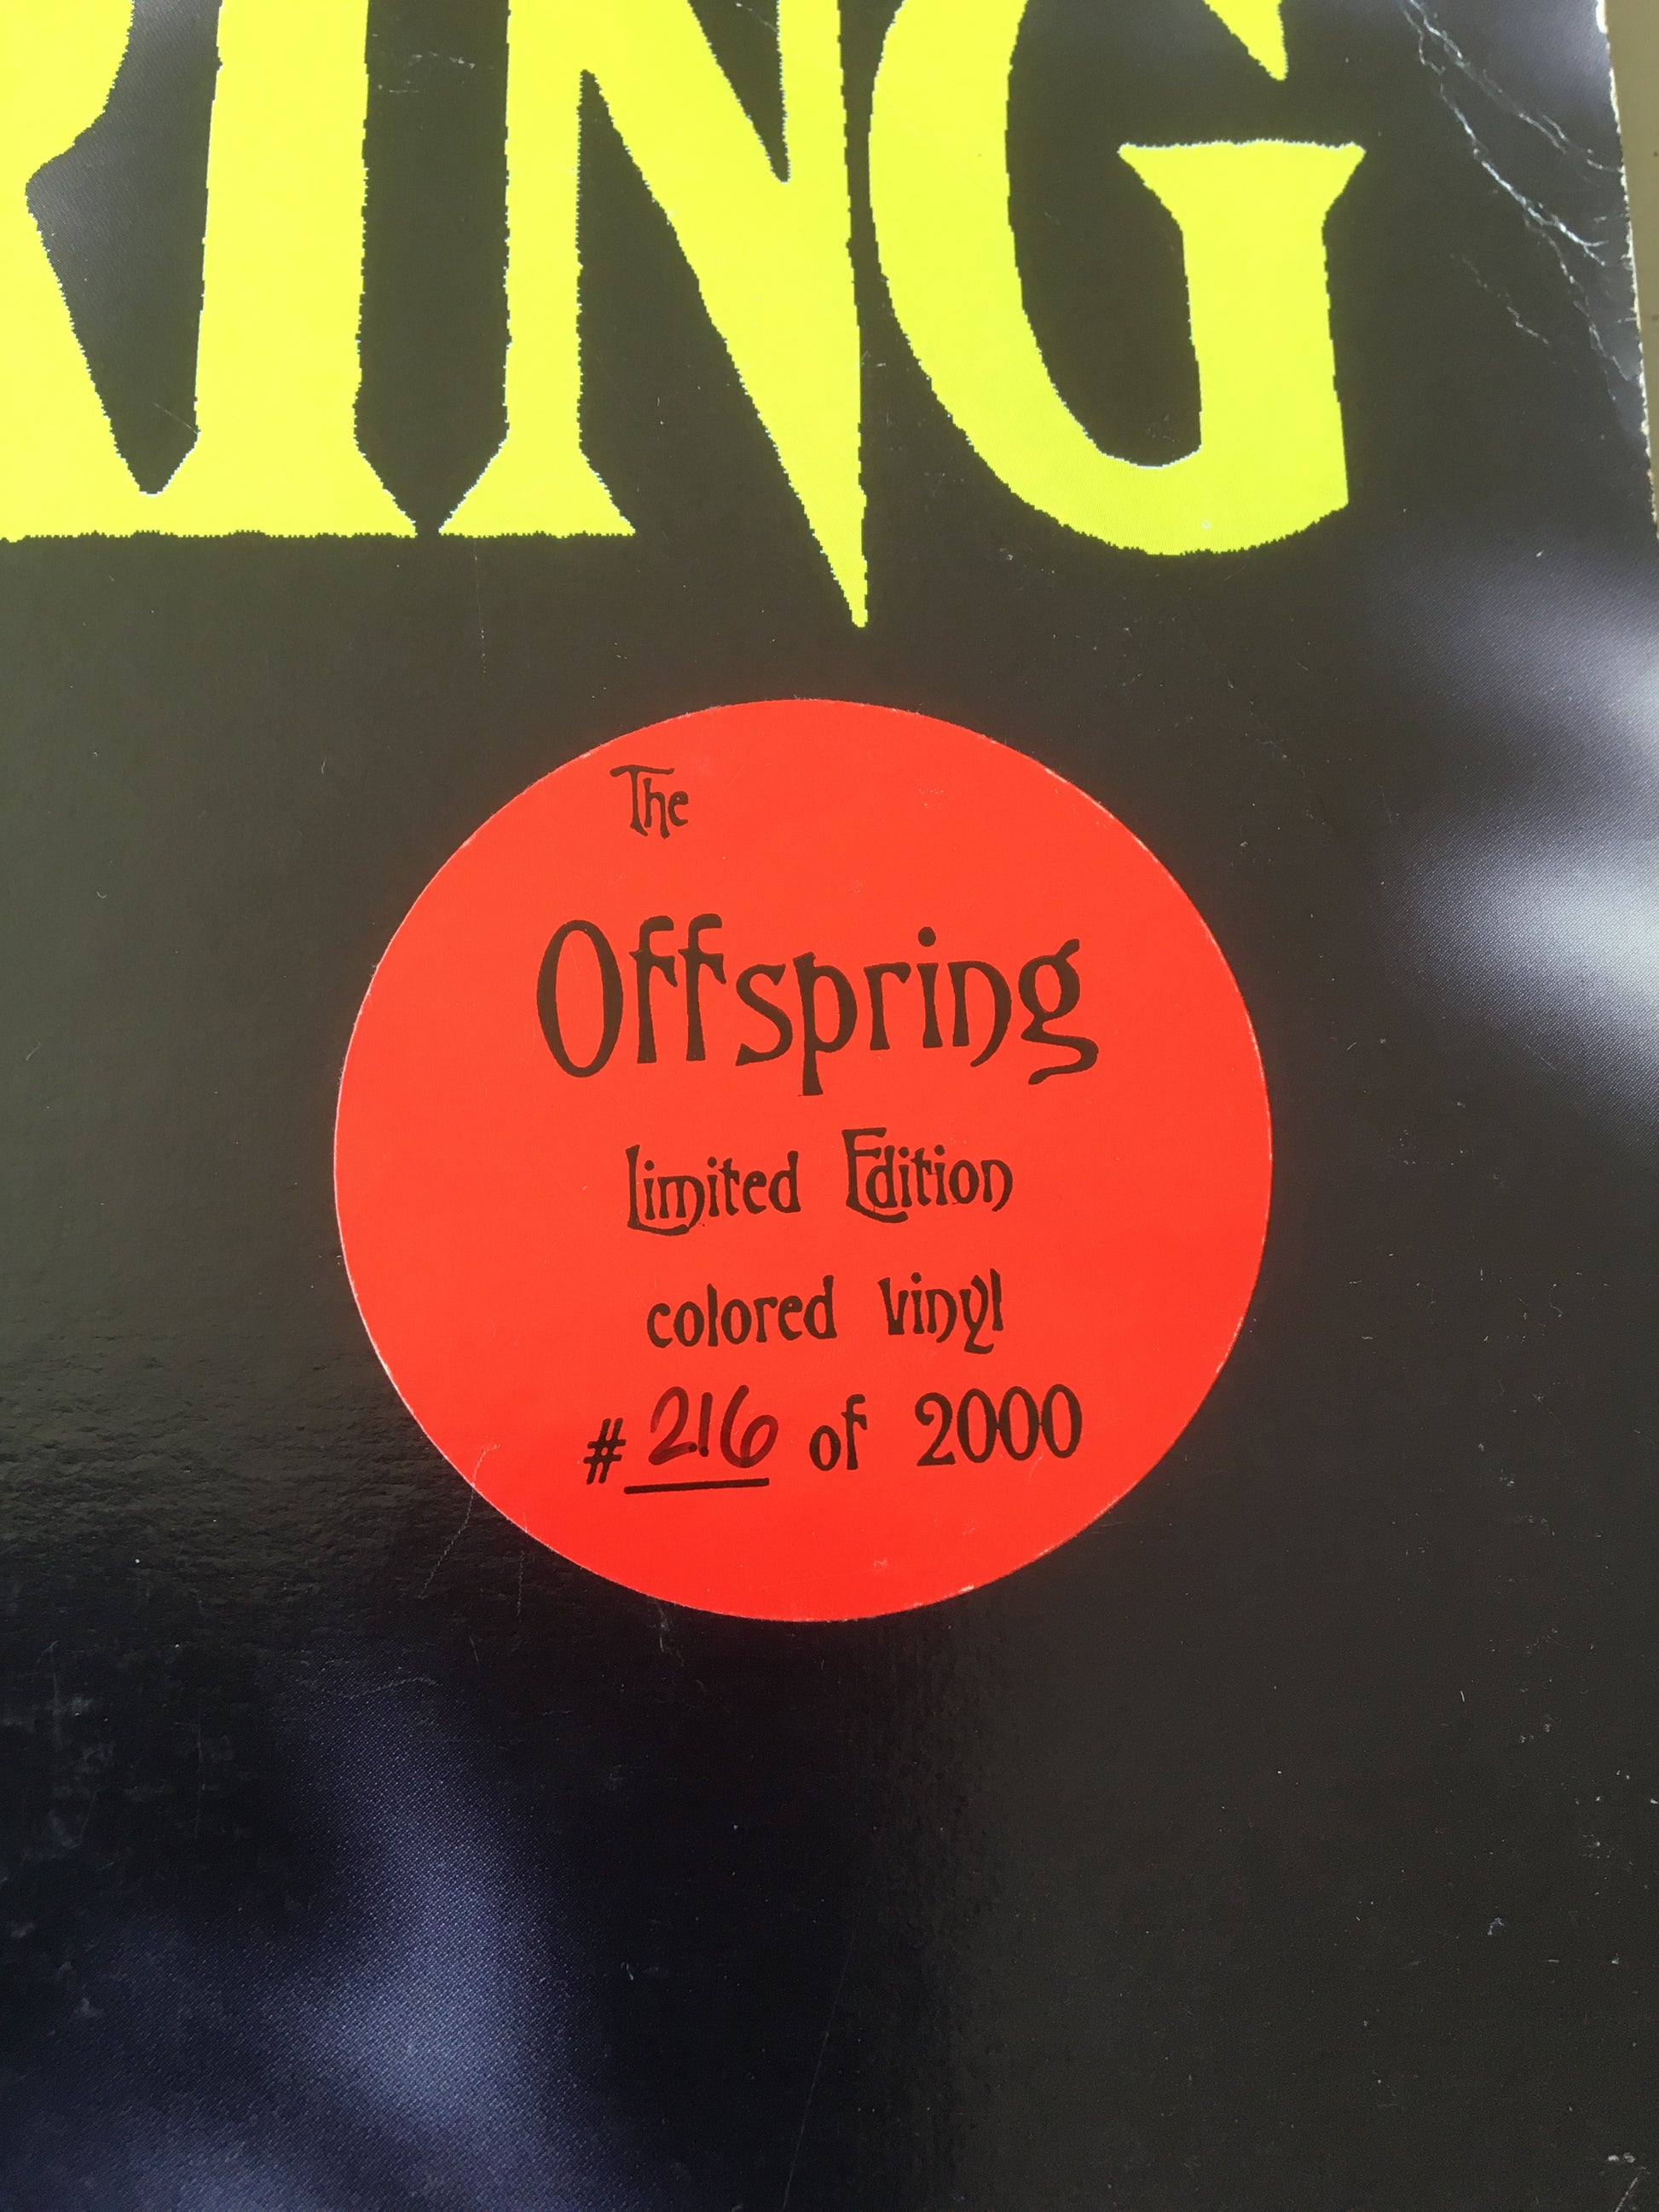 RING
The
Offspring
Limited Edition
colored vinyl
# 216 of 2000